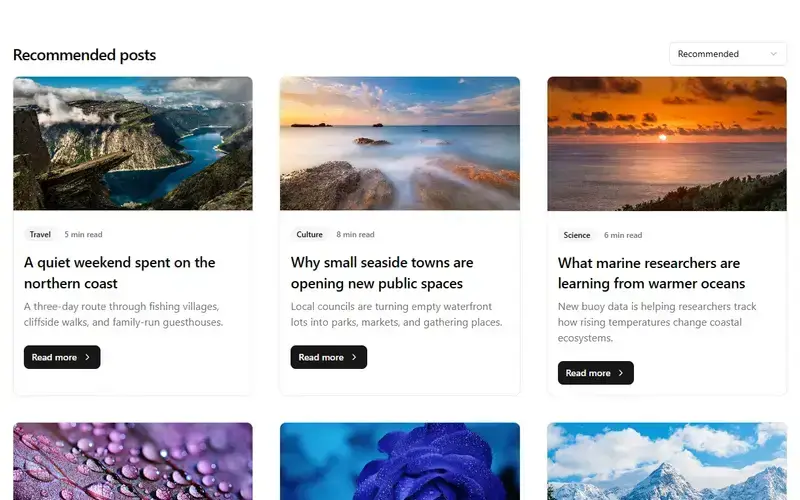 Recommended posts
Recommended
Travel 5 min read
A quiet weekend spent on the
northern coast
A three-day route through fishing villages,
cliffside walks, and family-run guesthouses.
Read more
Culture 8 min read
Why small seaside towns are
opening new public spaces
Local councils are turning empty waterfront
lots into parks, markets, and gathering places.
Read more
Science 6 min read
What marine researchers are
learning from warmer oceans
New buoy data is helping researchers track
how rising temperatures change coastal
ecosystems.
Read more